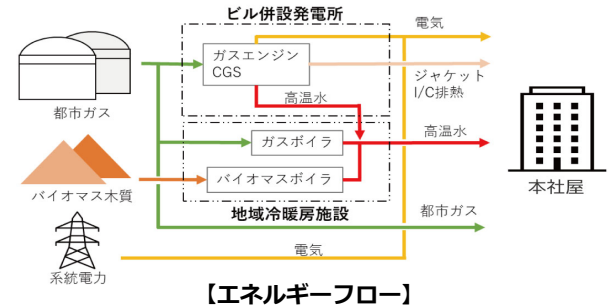 ビル併設発電所
電気
ガスエンジン
CGS
ジャケット
I/C排熱
高温水
都市ガス
ガスボイラ
高温水
バイオマスボイラ
バイオマス木質
本社屋
地域冷暖房施設
都市ガス
電気
系統電力
【エネルギーフロー】